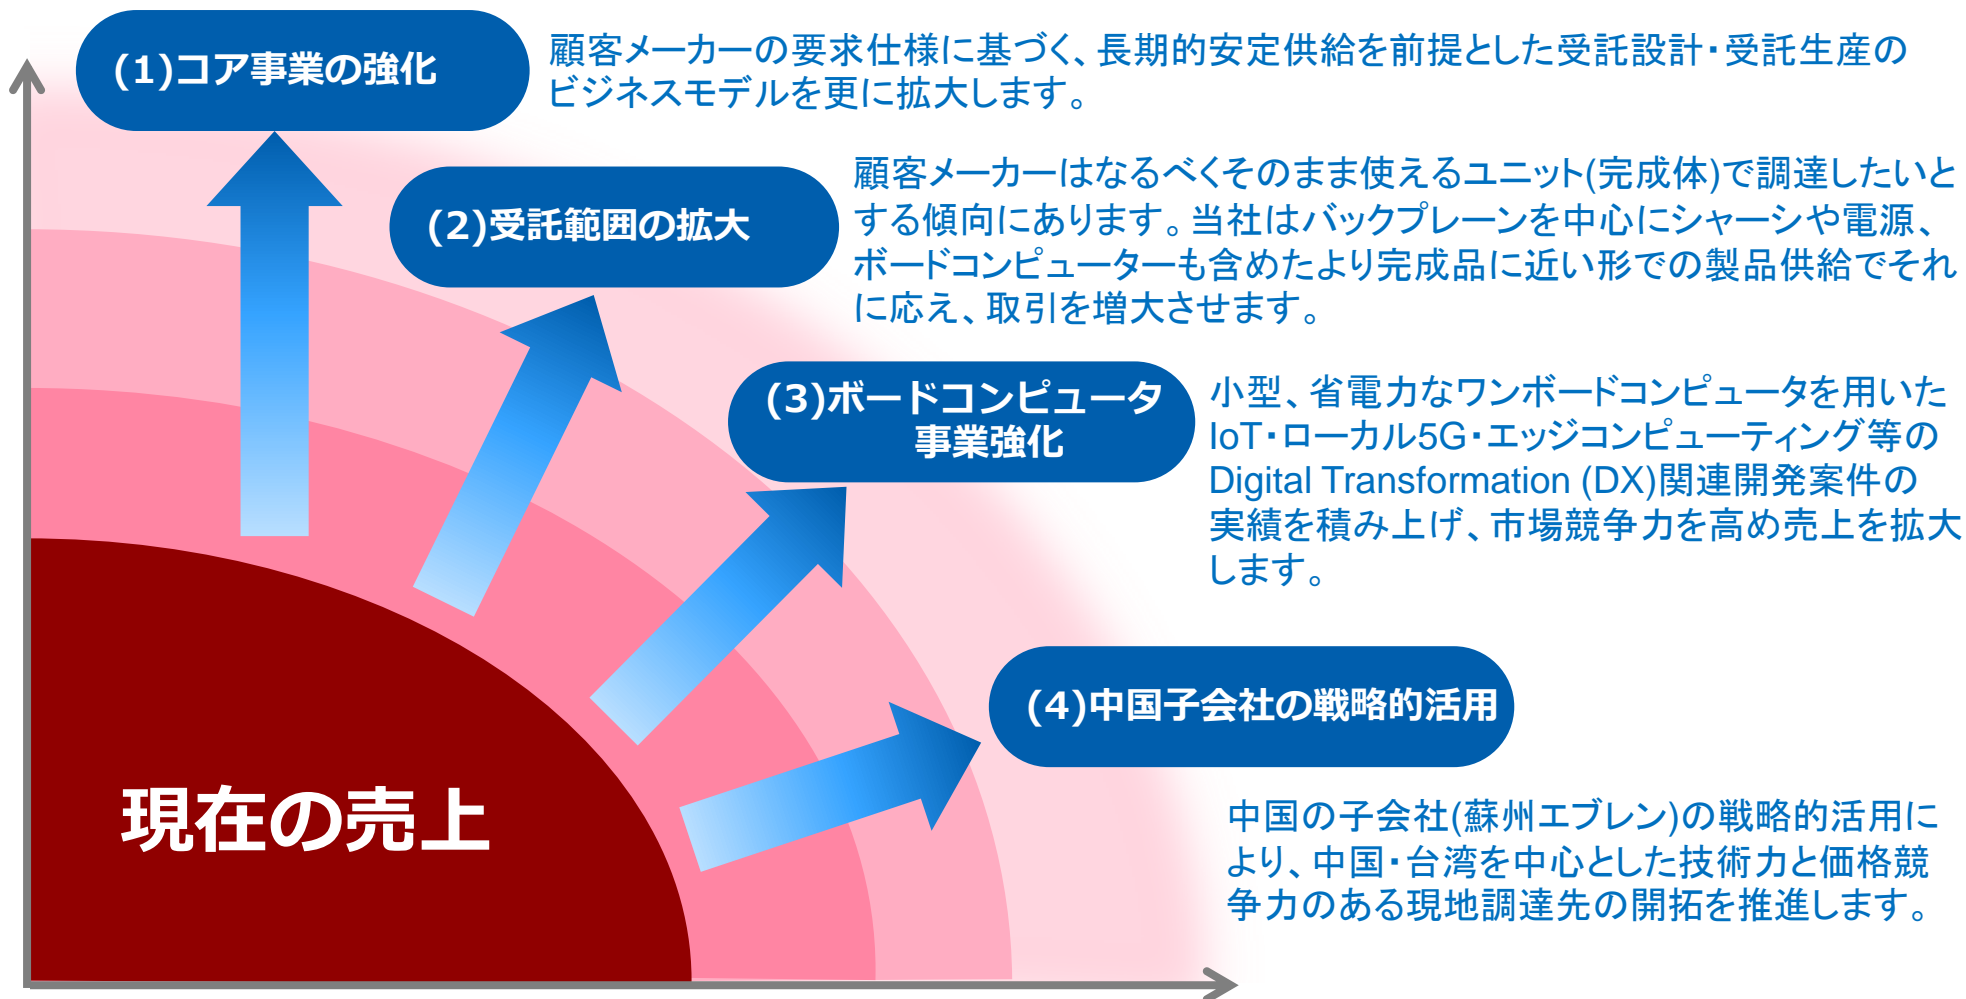 (1)コア事業の強化
顧客メーカーの要求仕様に基づく、長期的安定供給を前提とした受託設計・受託生産の
ビジネスモデルを更に拡大します。
(2)受託範囲の拡大
顧客メーカーはなるべくそのまま使えるユニット(完成体)で調達したいと
する傾向にあります。当社はバックプレーンを中心にシャーシや電源、
ボードコンピューターも含めたより完成品に近い形での製品供給でそれ
に応え、取引を増大させます。
(3)ボードコンピュータ
事業強化
小型、省電力なワンボードコンピュータを用いた
IoT・ローカル5G・エッジコンピューティング等の
Digital Transformation (DX)関連開発案件の
実績を積み上げ、市場競争力を高め売上を拡大
します。
(4)中国子会社の戦略的活用
中国の子会社(蘇州エブレン)の戦略的活用に
より、中国・台湾を中心とした技術力と価格競
争力のある現地調達先の開拓を推進します。
現在の売上